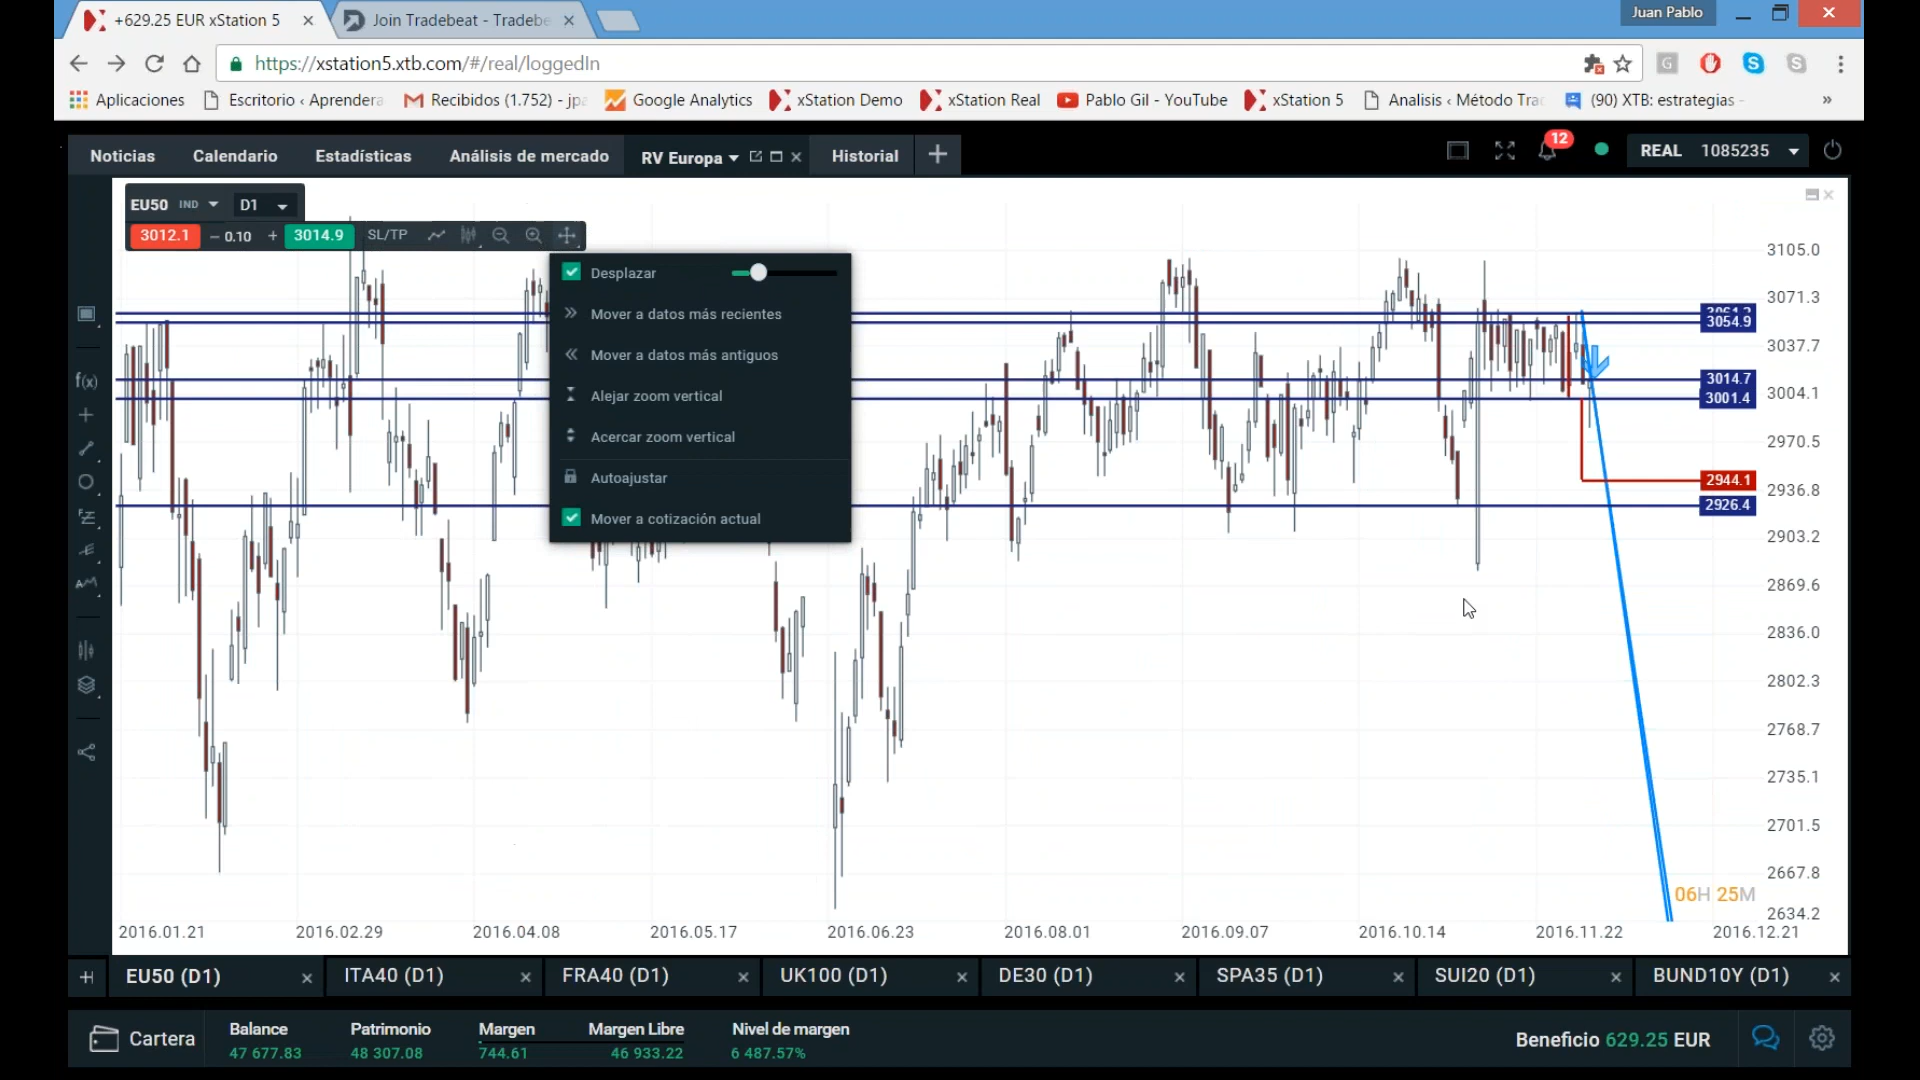 +629.25 EUR xStation 5
Join Tradebeat - Tradeb
Juan Pablo
https://xstation5.xtb.com/#/real/loggedIn
Aplicaciones
Escritorio ‹ Aprender
Recibidos (1.752) - jp
Google Analytics
xStation Demo
xStation Real
Pablo Gil - YouTube
xStation 5
Analisis ‹ Método Tra
(90) XTB: estrategias -
»
Noticias
Calendario
Estadísticas
Análisis de mercado
RV Europa
Historial
12
REAL 1085235
EU50 IND
D1
3012.1
– 0.10 +
3014.9
SL/TP
Desplazar
Mover a datos más recientes
Mover a datos más antiguos
Alejar zoom vertical
Acercar zoom vertical
Autoajustar
Mover a cotización actual
f(x)
3105.0
3071.3
3037.7
3004.1
2970.5
2936.8
2903.2
2869.6
2836.0
2802.3
2768.7
2735.1
2701.5
2667.8
2634.2
3054.9
3014.7
3001.4
2944.1
2926.4
06H 25M
2016.01.21
2016.02.29
2016.04.08
2016.05.17
2016.06.23
2016.08.01
2016.09.07
2016.10.14
2016.11.22
2016.12.21
EU50 (D1)
ITA40 (D1)
FRA40 (D1)
UK100 (D1)
DE30 (D1)
SPA35 (D1)
SUI20 (D1)
BUND10Y (D1)
Cartera
Balance
47 677.83
Patrimonio
48 307.08
Margen
744.61
Margen Libre
46 933.22
Nivel de margen
6 487.57%
Beneficio 629.25 EUR